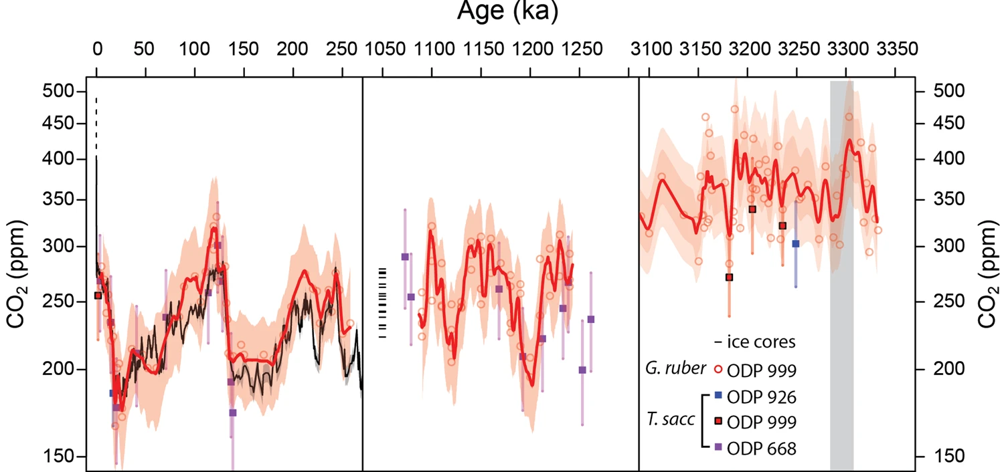 Age (ka)
0 50 100 150 200 250 1050 1100 1150 1200 1250 3100 3150 3200 3250 3300 3350
500 500
450 450
400 400
350 350
300 300
250 250
200 200
150 150
CO2 (ppm)
CO2 (ppm)
– ice cores
G. ruber ODP 999
ODP 926
T. sacc ODP 999
ODP 668